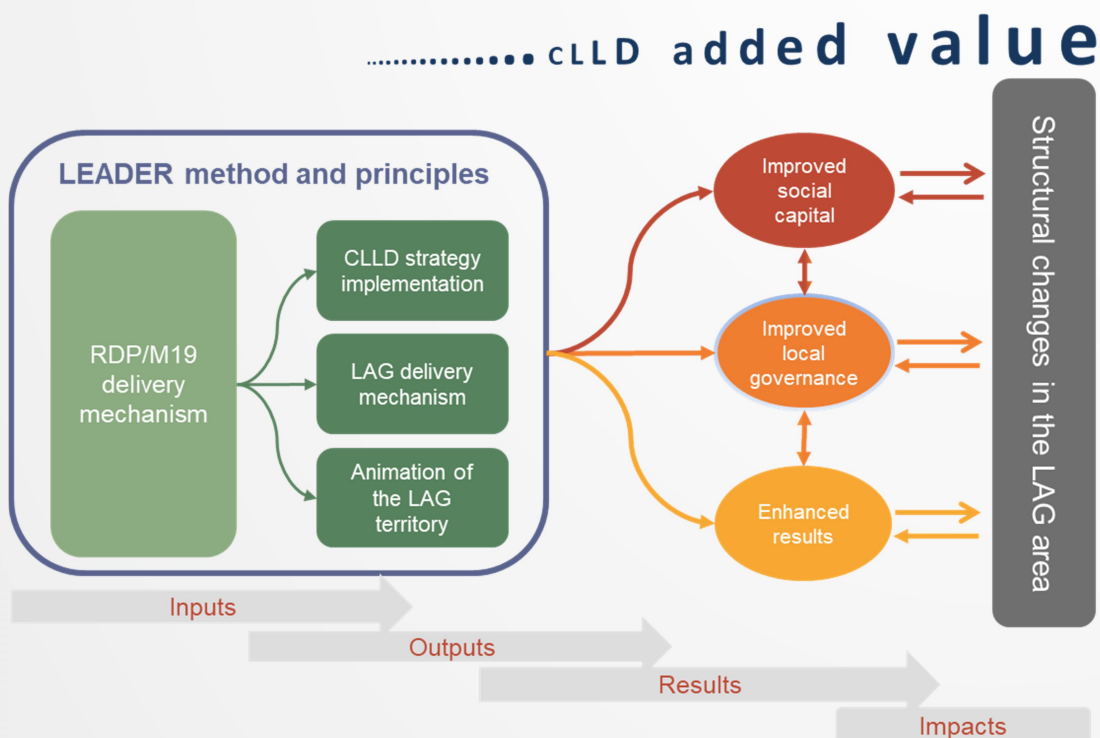 cLLD added value
LEADER method and principles
RDP/M19
delivery
mechanism
CLLD strategy
implementation
LAG delivery
mechanism
Animation of
the LAG
territory
Improved
social
capital
Improved
local
governance
Enhanced
results
Structural changes in the LAG area
Inputs
Outputs
Results
Impacts